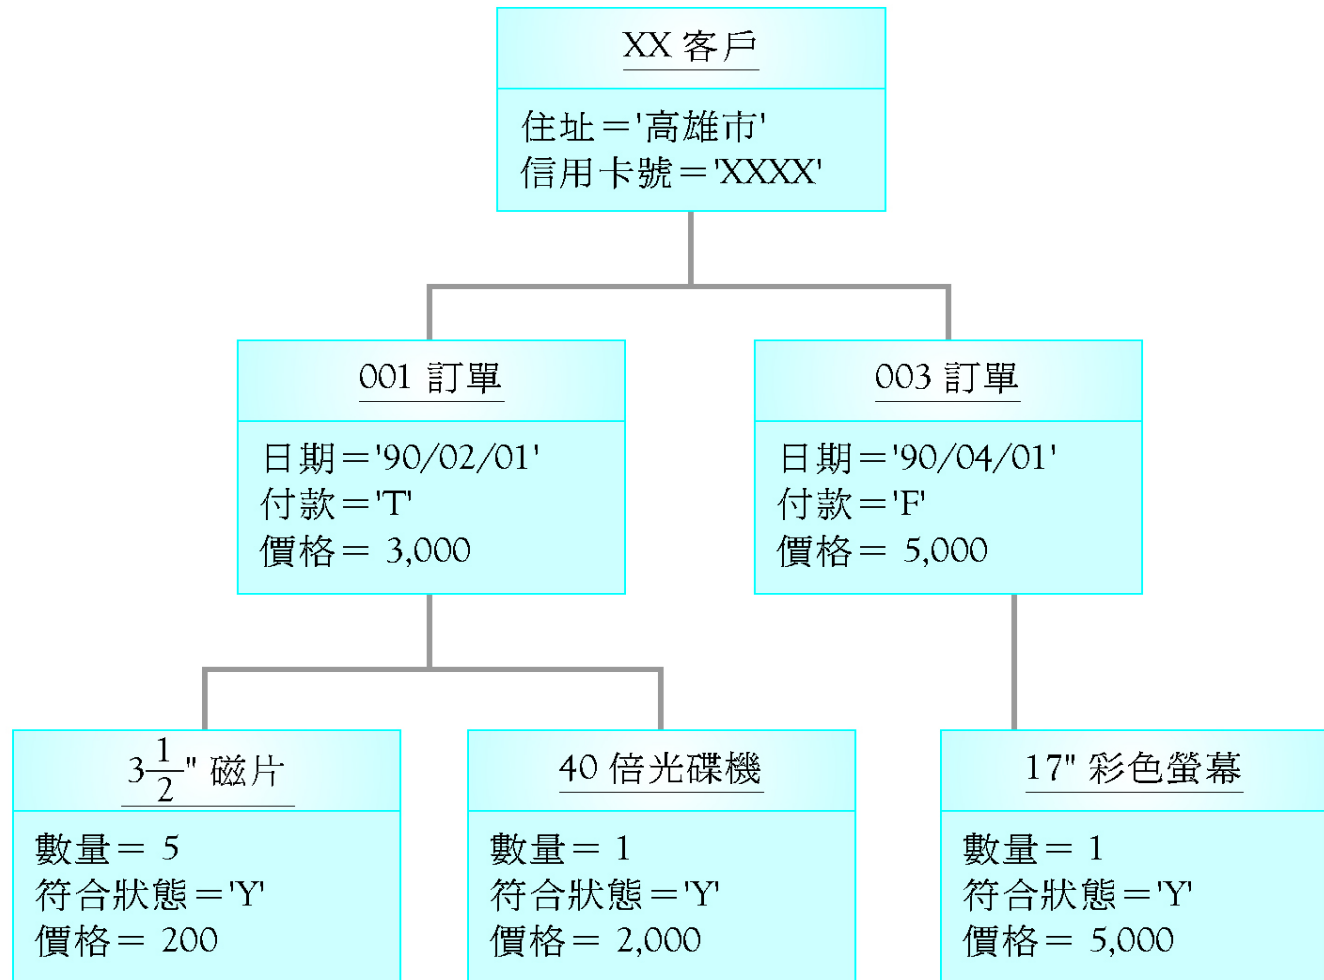 XX 客戶
住址＝'高雄市'
信用卡號＝'XXXX'
001 訂單
日期＝'90/02/01'
付款＝'T'
價格＝ 3,000
003 訂單
日期＝'90/04/01'
付款＝'F'
價格＝ 5,000
3 1/2" 磁片
數量＝ 5
符合狀態＝'Y'
價格＝ 200
40 倍光碟機
數量＝ 1
符合狀態＝'Y'
價格＝ 2,000
17" 彩色螢幕
數量＝ 1
符合狀態＝'Y'
價格＝ 5,000